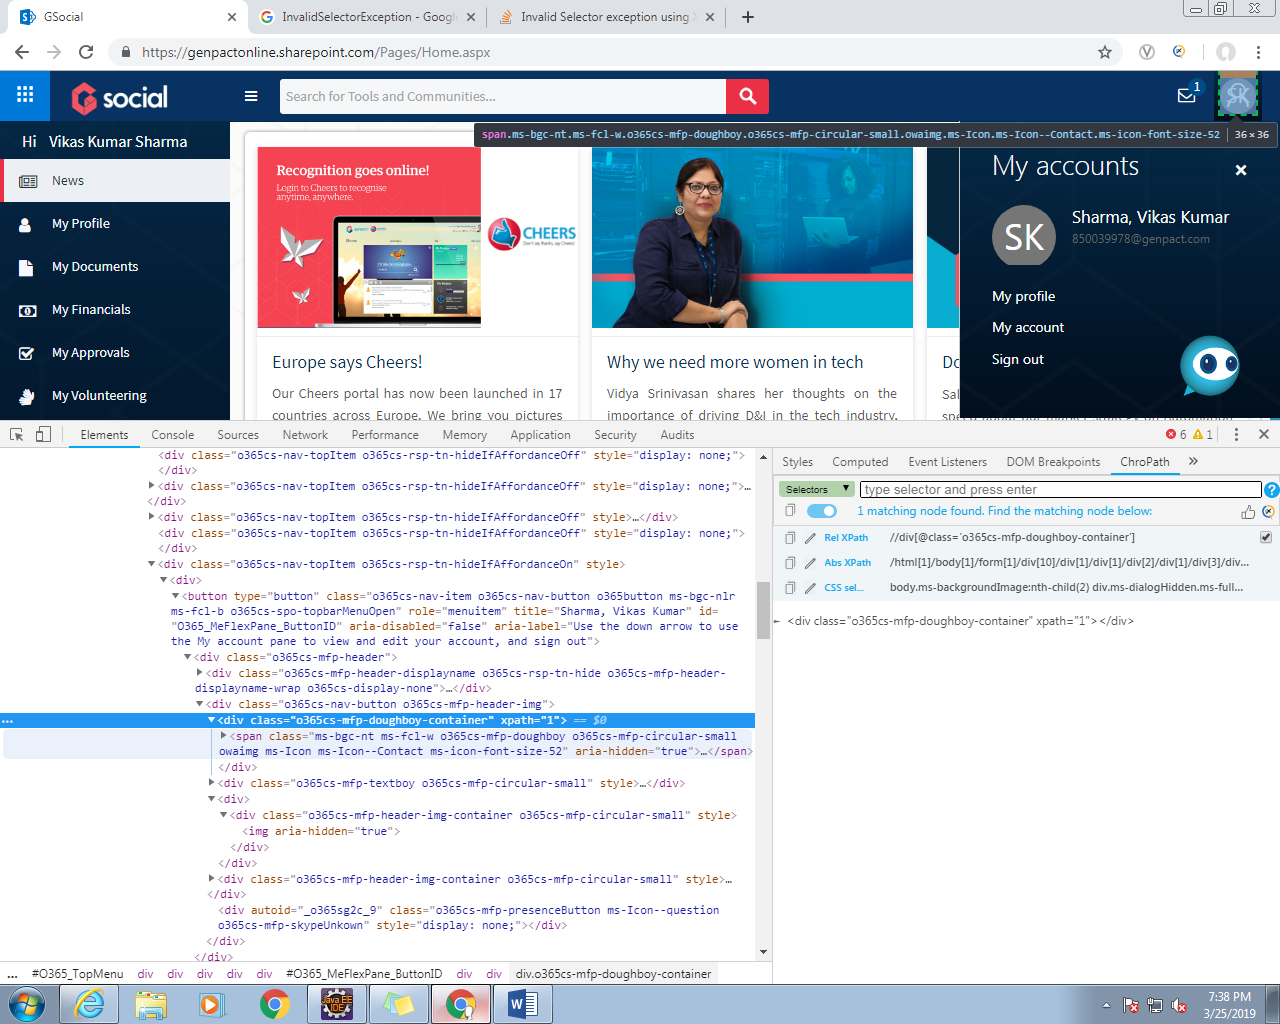 GSocial
InvalidSelectorException - Google
Invalid Selector exception using
https://genpactonline.sharepoint.com/Pages/Home.aspx
social
Search for Tools and Communities...
1
SK
span.ms-bgc-nt.ms-fcl-w.o365cs-mfp-doughboy.o365cs-mfp-circular-small.owaimg.ms-Icon.ms-Icon--Contact.ms-icon-font-size-52 36 × 36
Hi Vikas Kumar Sharma
News
My Profile
My Documents
My Financials
My Approvals
My Volunteering
Recognition goes online!
Login to Cheers to recognise
anytime, anywhere.
CHEERS
Europe says Cheers!
Our Cheers portal has now been launched in 17
countries across Europe. We bring you pictures
Why we need more women in tech
Vidya Srinivasan shares her thoughts on the
importance of driving D&I in the tech industry,
Do
Sal
My accounts
SK
Sharma, Vikas Kumar
850039978@genpact.com
My profile
My account
Sign out
Elements Console Sources Network Performance Memory Application Security Audits 6 1
<div class="o365cs-nav-topItem o365cs-rsp-tn-hideIfAffordanceOff" style="display: none;">
</div>
<div class="o365cs-nav-topItem o365cs-rsp-tn-hideIfAffordanceOff" style="display: none;">…
</div>
<div class="o365cs-nav-topItem o365cs-rsp-tn-hideIfAffordanceOff" style>…</div>
<div class="o365cs-nav-topItem o365cs-rsp-tn-hideIfAffordanceOff" style="display: none;">
</div>
<div class="o365cs-nav-topItem o365cs-rsp-tn-hideIfAffordanceOn" style>
<div>
<button type="button" class="o365cs-nav-item o365cs-nav-button o365button ms-bgc-nlr
ms-fcl-b o365cs-spo-topbarMenuOpen" role="menuitem" title="Sharma, Vikas Kumar" id=
"O365_MeFlexPane_ButtonID" aria-disabled="false" aria-label="Use the down arrow to use
the My account pane to view and edit your account, and sign out">
<div class="o365cs-mfp-header">
<div class="o365cs-mfp-header-displayname o365cs-rsp-tn-hide o365cs-mfp-header-
displayname-wrap o365cs-display-none">…</div>
<div class="o365cs-nav-button o365cs-mfp-header-img">
... <div class="o365cs-mfp-doughboy-container" xpath="1"> == $0
<span class="ms-bgc-nt ms-fcl-w o365cs-mfp-doughboy o365cs-mfp-circular-small
owaimg ms-Icon ms-Icon--Contact ms-icon-font-size-52" aria-hidden="true">…</span>
</div>
<div class="o365cs-mfp-textboy o365cs-mfp-circular-small" style>…</div>
<div>
<div class="o365cs-mfp-header-img-container o365cs-mfp-circular-small" style>
<img aria-hidden="true">
</div>
</div>
<div class="o365cs-mfp-header-img-container o365cs-mfp-circular-small" style>…
</div>
<div autoid="_o365sg2c_9" class="o365cs-mfp-presenceButton ms-Icon--question
o365cs-mfp-skypeUnkown" style="display: none;"></div>
</div>
</div>
... #O365_TopMenu div div div div div #O365_MeFlexPane_ButtonID div div div.o365cs-mfp-doughboy-container
Styles Computed Event Listeners DOM Breakpoints ChroPath »
Selectors ▼ type selector and press enter ?
1 matching node found. Find the matching node below:
Rel XPath //div[@class='o365cs-mfp-doughboy-container']
Abs XPath /html[1]/body[1]/form[1]/div[10]/div[1]/div[1]/div[2]/div[1]/div[3]/div...
CSS sel... body.ms-backgroundImage:nth-child(2) div.ms-dialogHidden.ms-full...
<div class="o365cs-mfp-doughboy-container" xpath="1"></div>
Java EE
IDE
7:38 PM
3/25/2019